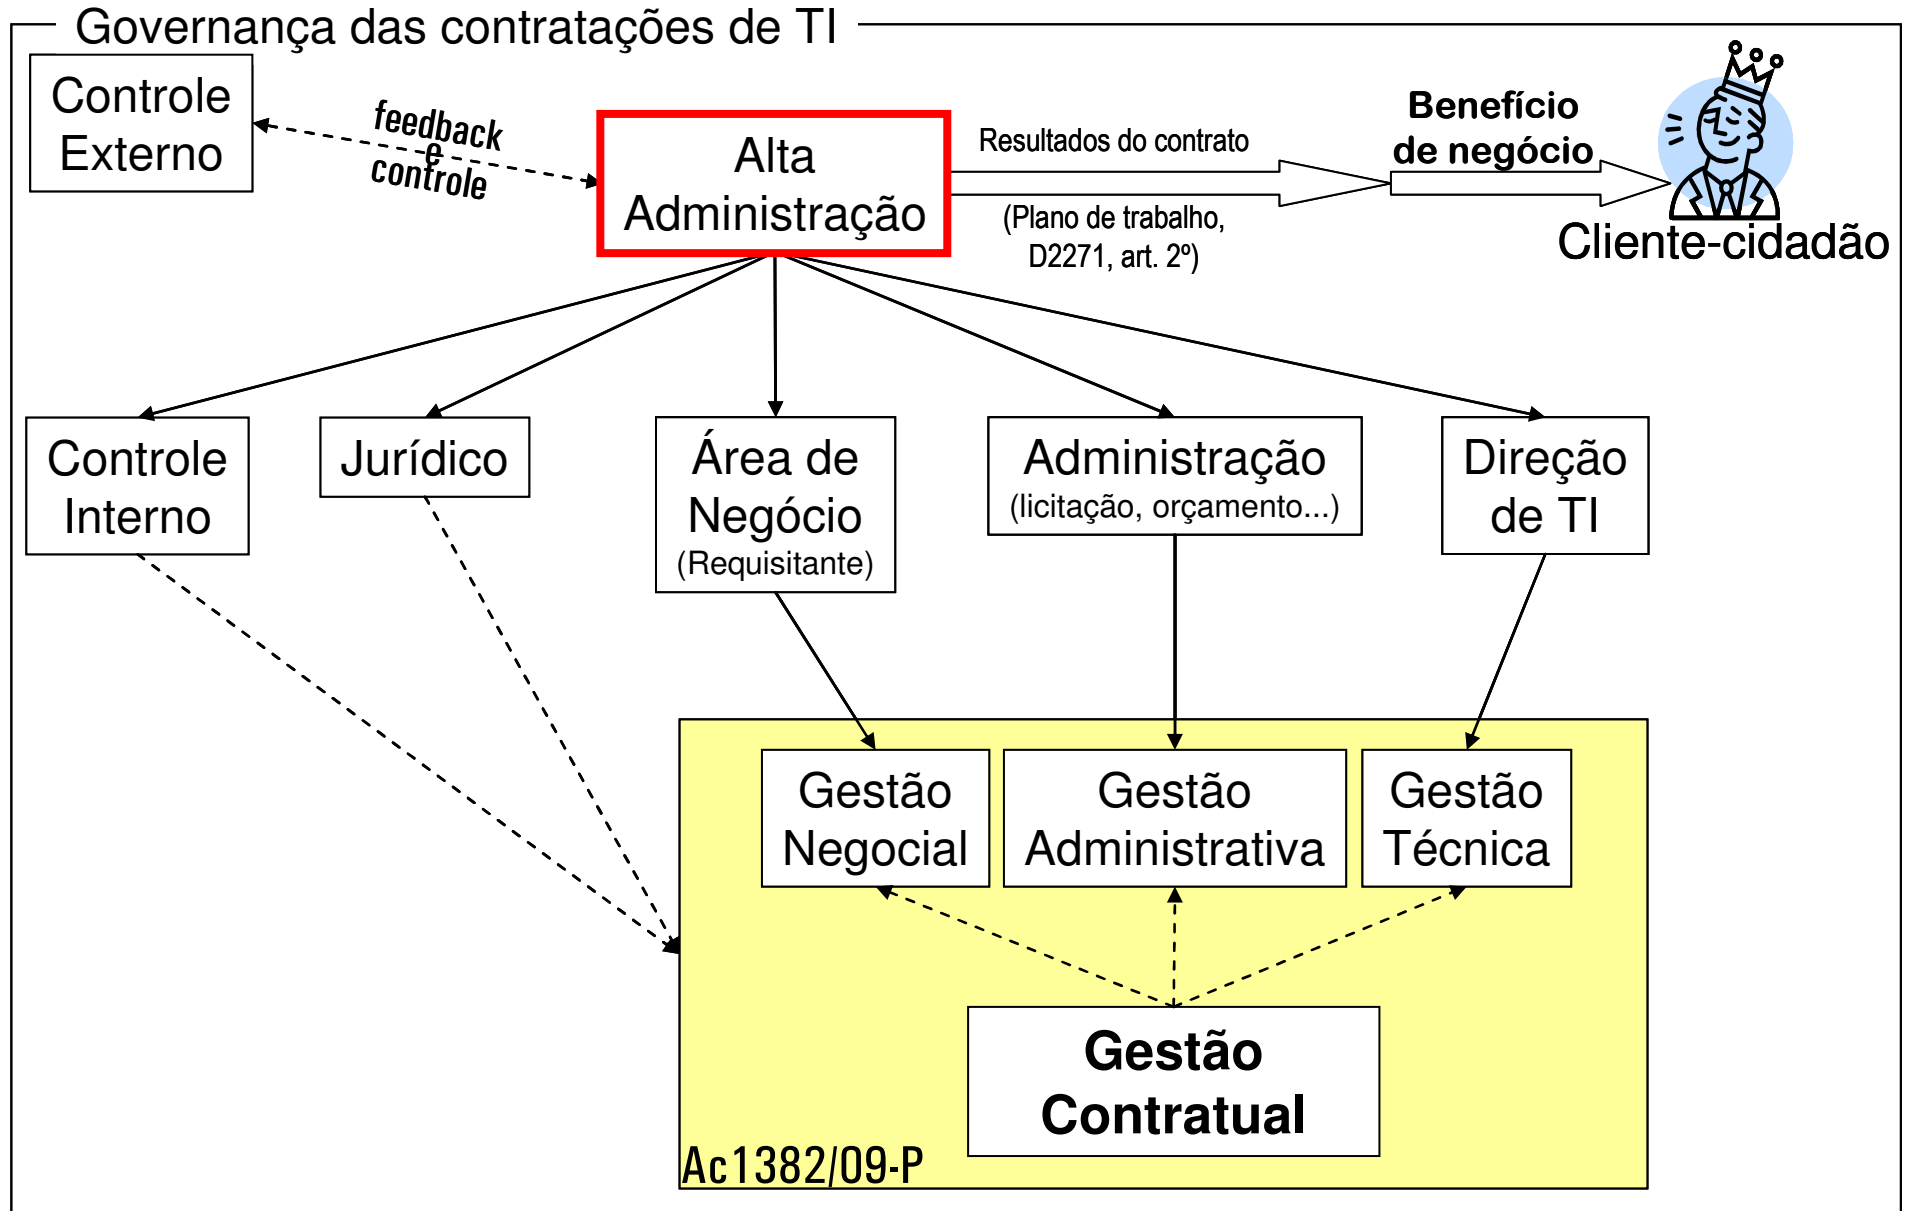 Governança das contratações de TI
Controle
Externo
feedback
e
controle
Alta
Administração
Resultados do contrato
(Plano de trabalho,
D2271, art. 2º)
Benefício
de negócio
Cliente-cidadão
Controle
Interno
Jurídico
Área de
Negócio
(Requisitante)
Administração
(licitação, orçamento...)
Direção
de TI
Gestão
Negocial
Gestão
Administrativa
Gestão
Técnica
Gestão
Contratual
Ac1382/09-P